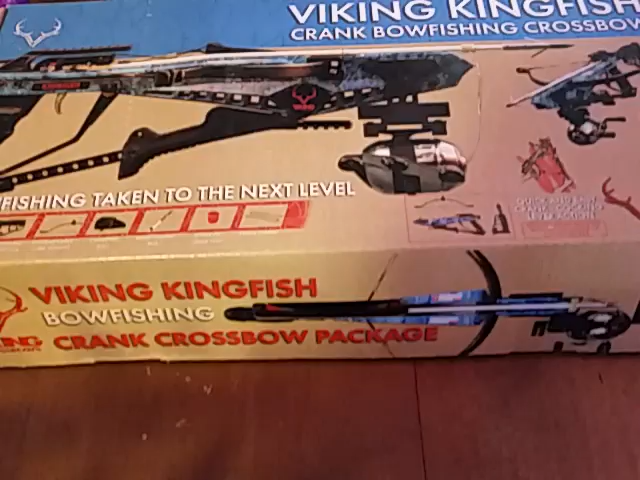 VIKING KINGFISH
CRANK BOWFISHING CROSSBOW
FISHING TAKEN TO THE NEXT LEVEL
VIKING KINGFISH
BOWFISHING
CRANK CROSSBOW PACKAGE